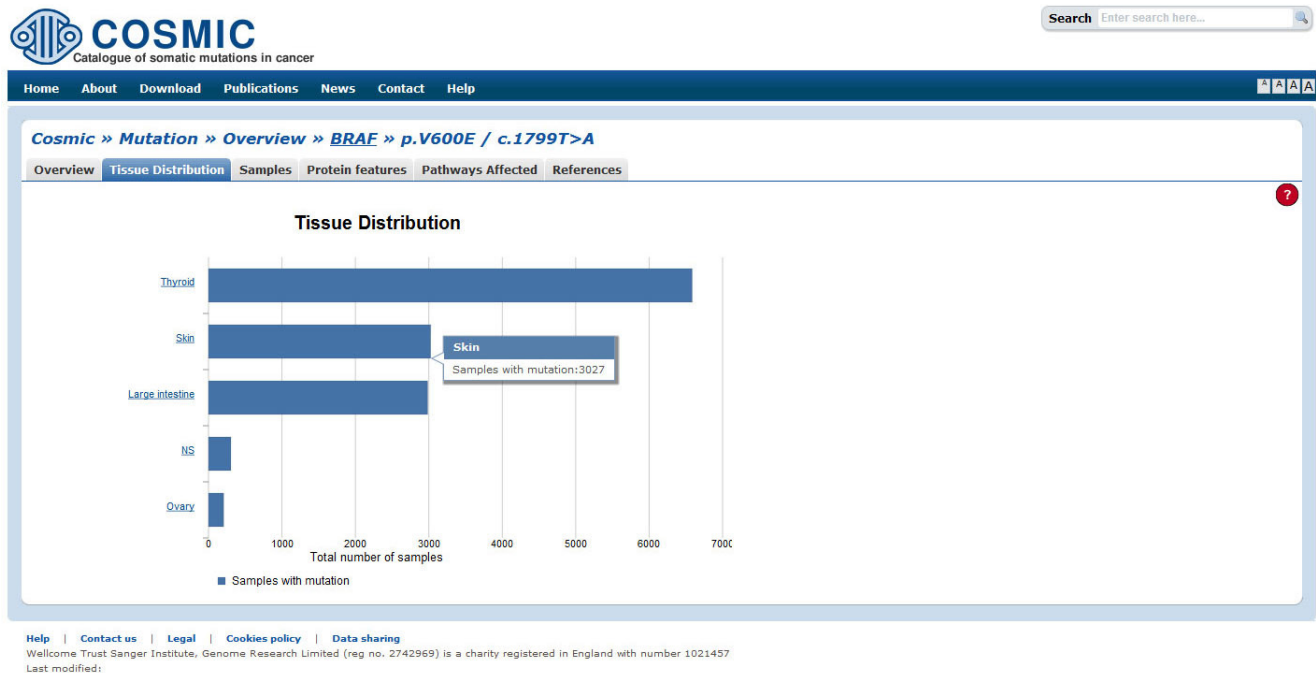 COSMIC
Catalogue of somatic mutations in cancer
Search Enter search here...
Home About Download Publications News Contact Help
A A A A
Cosmic » Mutation » Overview » BRAF » p.V600E / c.1799T>A
Overview Tissue Distribution Samples Protein features Pathways Affected References
?
Tissue Distribution
Thyroid
Skin
Skin
Samples with mutation:3027
Large intestine
NS
Ovary
0 1000 2000 3000 4000 5000 6000 7000
Total number of samples
Samples with mutation
Help | Contact us | Legal | Cookies policy | Data sharing
Wellcome Trust Sanger Institute, Genome Research Limited (reg no. 2742969) is a charity registered in England with number 1021457
Last modified: